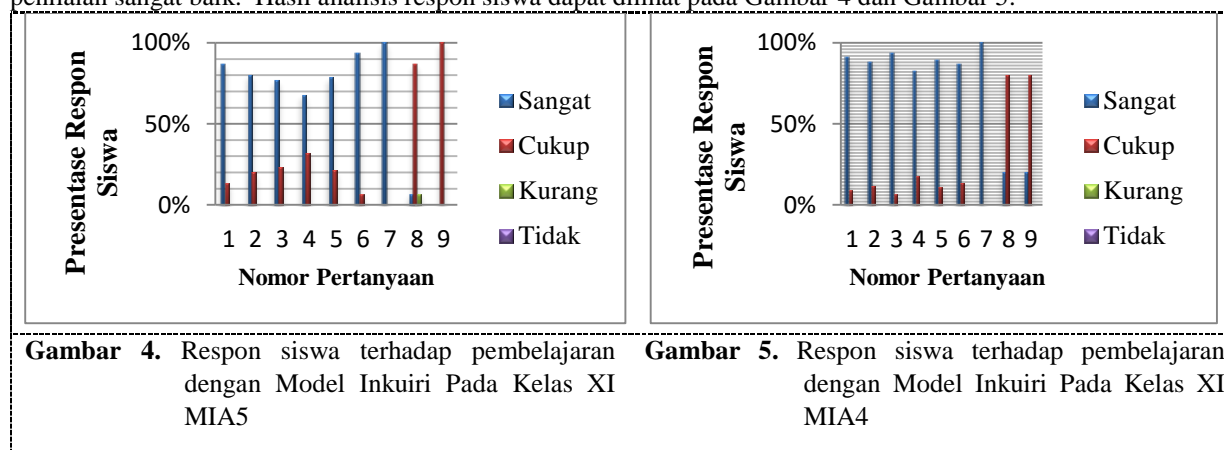 penilaian sangat baik. Hasil analisis respon siswa dapat dilihat pada Gambar 4 dan Gambar 5.
100%
50%
0%
Presentase Respon
Siswa
1 2 3 4 5 6 7 8 9
Nomor Pertanyaan
Sangat
Cukup
Kurang
Tidak
100%
50%
0%
Presentase Respon
Siswa
1 2 3 4 5 6 7 8 9
Nomor Pertanyaan
Sangat
Cukup
Kurang
Tidak
Gambar 4. Respon siswa terhadap pembelajaran
dengan Model Inkuiri Pada Kelas XI
MIA5
Gambar 5. Respon siswa terhadap pembelajaran
dengan Model Inkuiri Pada Kelas XI
MIA4